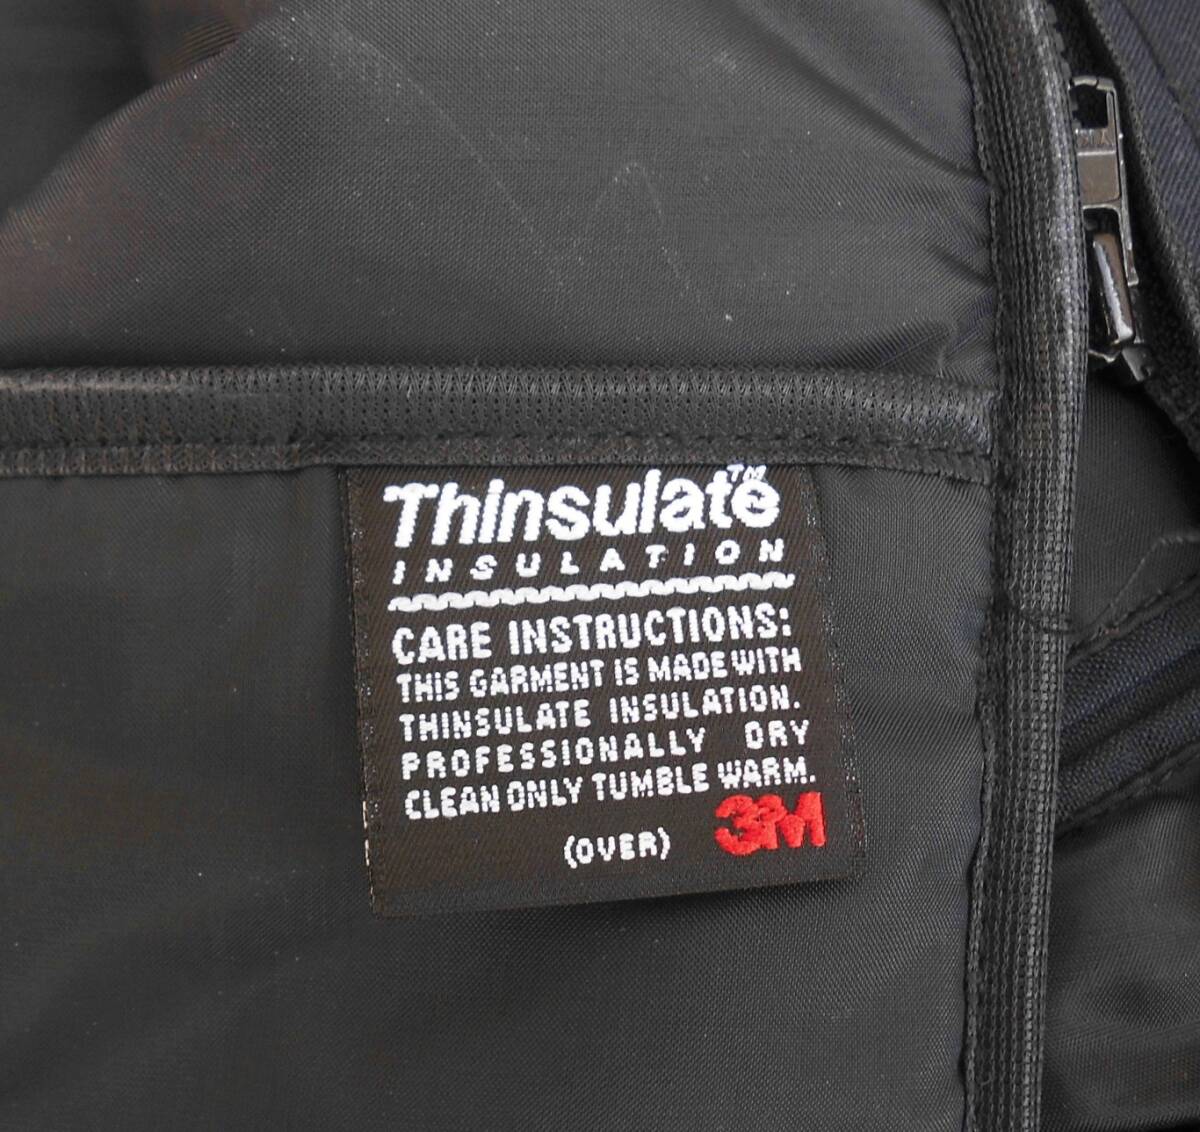 Thinsulate™
INSULATION
CARE INSTRUCTIONS:
THIS GARMENT IS MADE WITH
THINSULATE INSULATION.
PROFESSIONALLY DRY
CLEAN ONLY TUMBLE WARM.
(OVER) 3M